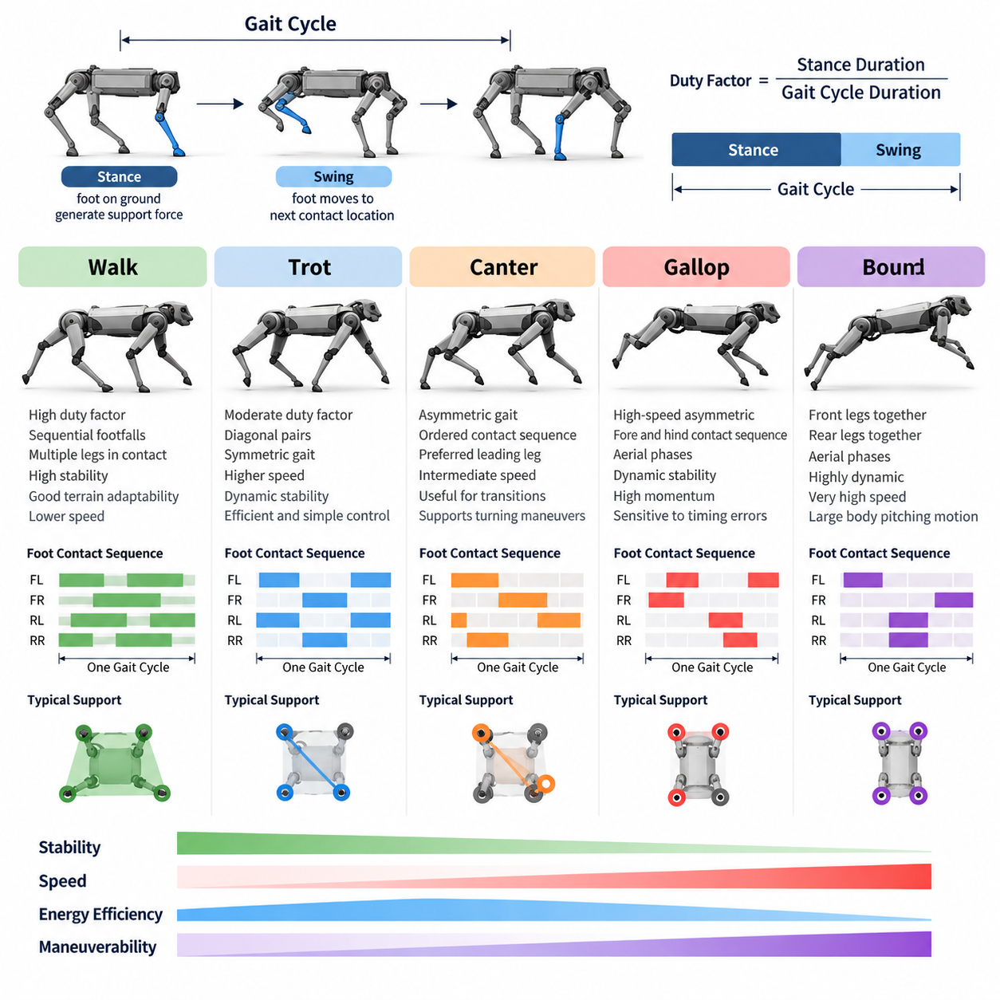 Gait Cycle
Duty Factor = Stance Duration
Gait Cycle Duration
Stance
foot on ground
generate support force
Swing
foot moves to
next contact location
Stance Swing
Gait Cycle
Walk
High duty factor
Sequential footfalls
Multiple legs in contact
High stability
Good terrain adaptability
Lower speed
Foot Contact Sequence
FL
FR
RL
RR
One Gait Cycle
Typical Support
Trot
Moderate duty factor
Diagonal pairs
Symmetric gait
Higher speed
Dynamic stability
Efficient and simple control
Foot Contact Sequence
FL
FR
RL
RR
One Gait Cycle
Typical Support
Canter
Asymmetric gait
Ordered contact sequence
Preferred leading leg
Intermediate speed
Useful for transitions
Supports turning maneuvers
Foot Contact Sequence
FL
FR
RL
RR
One Gait Cycle
Typical Support
Gallop
High-speed asymmetric
Fore and hind contact sequence
Aerial phases
Dynamic stability
High momentum
Sensitive to timing errors
Foot Contact Sequence
FL
FR
RL
RR
One Gait Cycle
Typical Support
Bound
Front legs together
Rear legs together
Aerial phases
Highly dynamic
Very high speed
Large body pitching motion
Foot Contact Sequence
FL
FR
RL
RR
One Gait Cycle
Typical Support
Stability
Speed
Energy Efficiency
Maneuverability